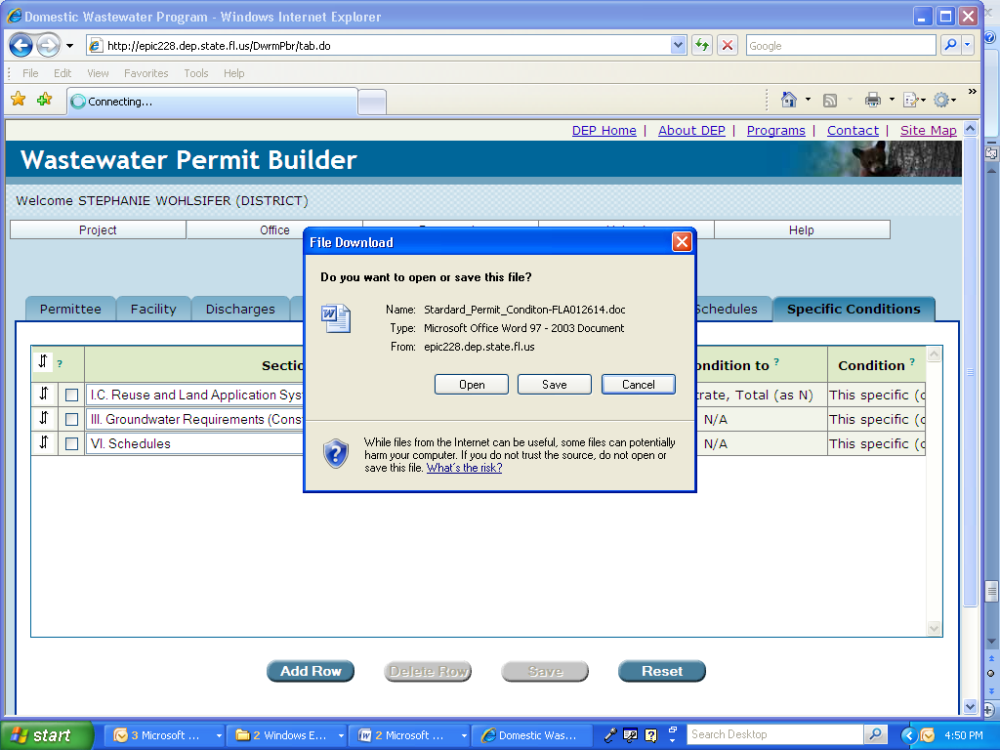 Domestic Wastewater Program - Windows Internet Explorer
http://epic228.dep.state.fl.us/DwrmPbr/tab.do
Google
File Edit View Favorites Tools Help
Connecting...
DEP Home | About DEP | Programs | Contact | Site Map
Wastewater Permit Builder
Welcome STEPHANIE WOHLSIFER (DISTRICT)
Project Office Help
File Download
Do you want to open or save this file?
Name: Stardard_Permit_Conditon-FLA012614.doc
Type: Microsoft Office Word 97 - 2003 Document
From: epic228.dep.state.fl.us
Open Save Cancel
While files from the Internet can be useful, some files can potentially
harm your computer. If you do not trust the source, do not open or
save this file. What's the risk?
Permittee Facility Discharges Schedules Specific Conditions
? Sectio ndition to ? Condition ?
I.C. Reuse and Land Application Sys trate, Total (as N) This specific (c
III. Groundwater Requirements (Const N/A This specific (c
VI. Schedules N/A This specific (c
Add Row Delete Row Save Reset
start 3 Microsoft ... 2 Windows E... 2 Microsoft ... Domestic Was... Search Desktop 4:50 PM